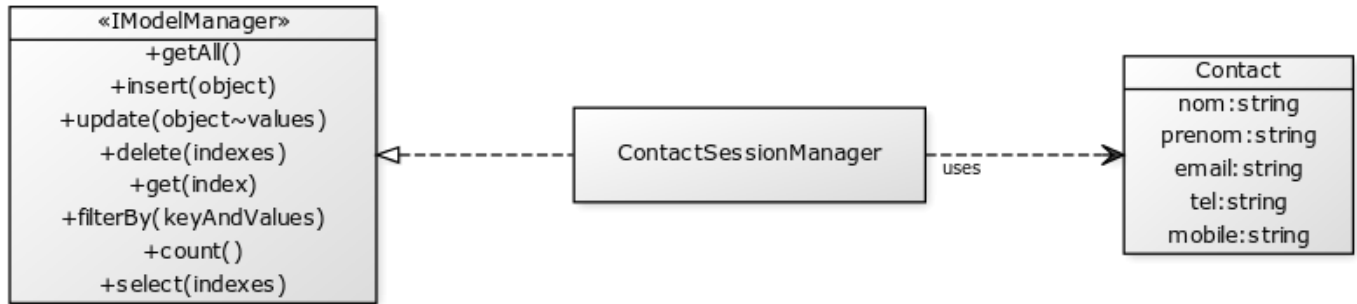 «IModelManager»
+getAll()
+insert(object)
+update(object~values)
+delete(indexes)
+get(index)
+filterBy(keyAndValues)
+count()
+select(indexes)
ContactSessionManager
uses
Contact
nom:string
prenom:string
email:string
tel:string
mobile:string